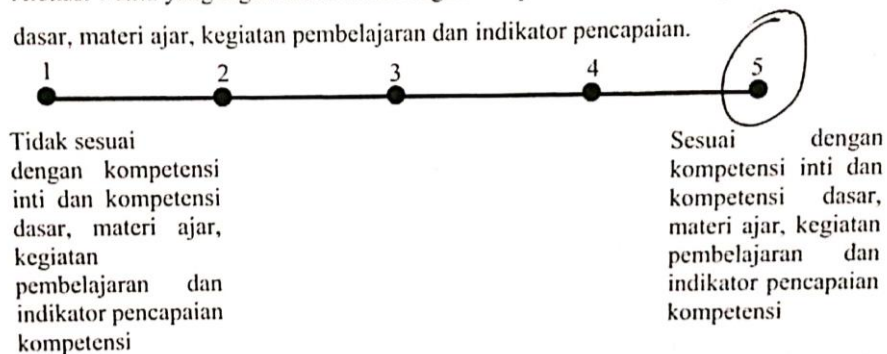 dasar, materi ajar, kegiatan pembelajaran dan indikator pencapaian.
1 2 3 4 5
Tidak sesuai
dengan kompetensi
inti dan kompetensi
dasar, materi ajar,
kegiatan
pembelajaran dan
indikator pencapaian
kompetensi
Sesuai dengan
kompetensi inti dan
kompetensi dasar,
materi ajar, kegiatan
pembelajaran dan
indikator pencapaian
kompetensi